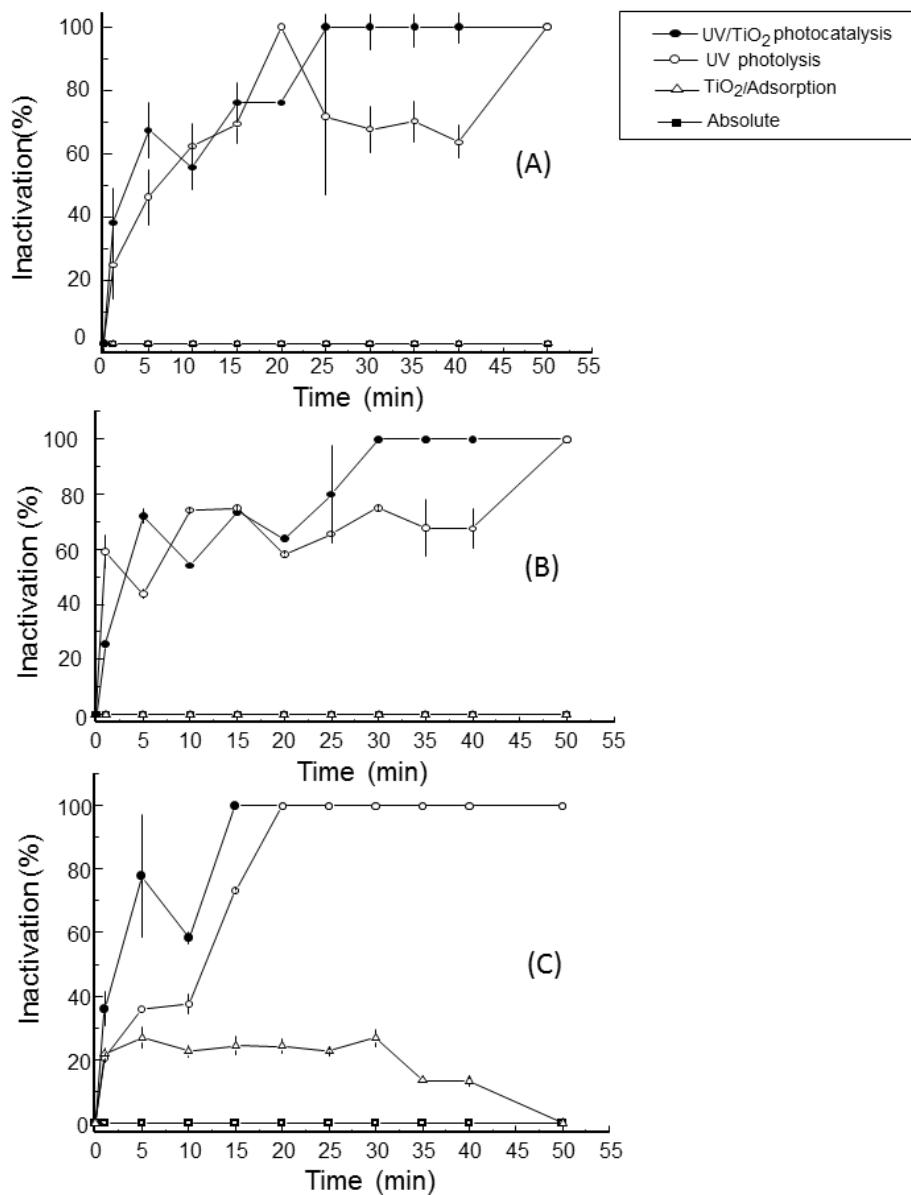 UV/TiO2 photocatalysis
UV photolysis
TiO2/Adsorption
Absolute
100
80
60
40
20
0
Inactivation(%)
(A)
0 5 10 15 20 25 30 35 40 45 50 55
Time (min)
100
80
60
40
20
0
Inactivation (%)
(B)
0 5 10 15 20 25 30 35 40 45 50 55
Time (min)
100
80
60
40
20
0
Inactivation (%)
(C)
0 5 10 15 20 25 30 35 40 45 50 55
Time (min)